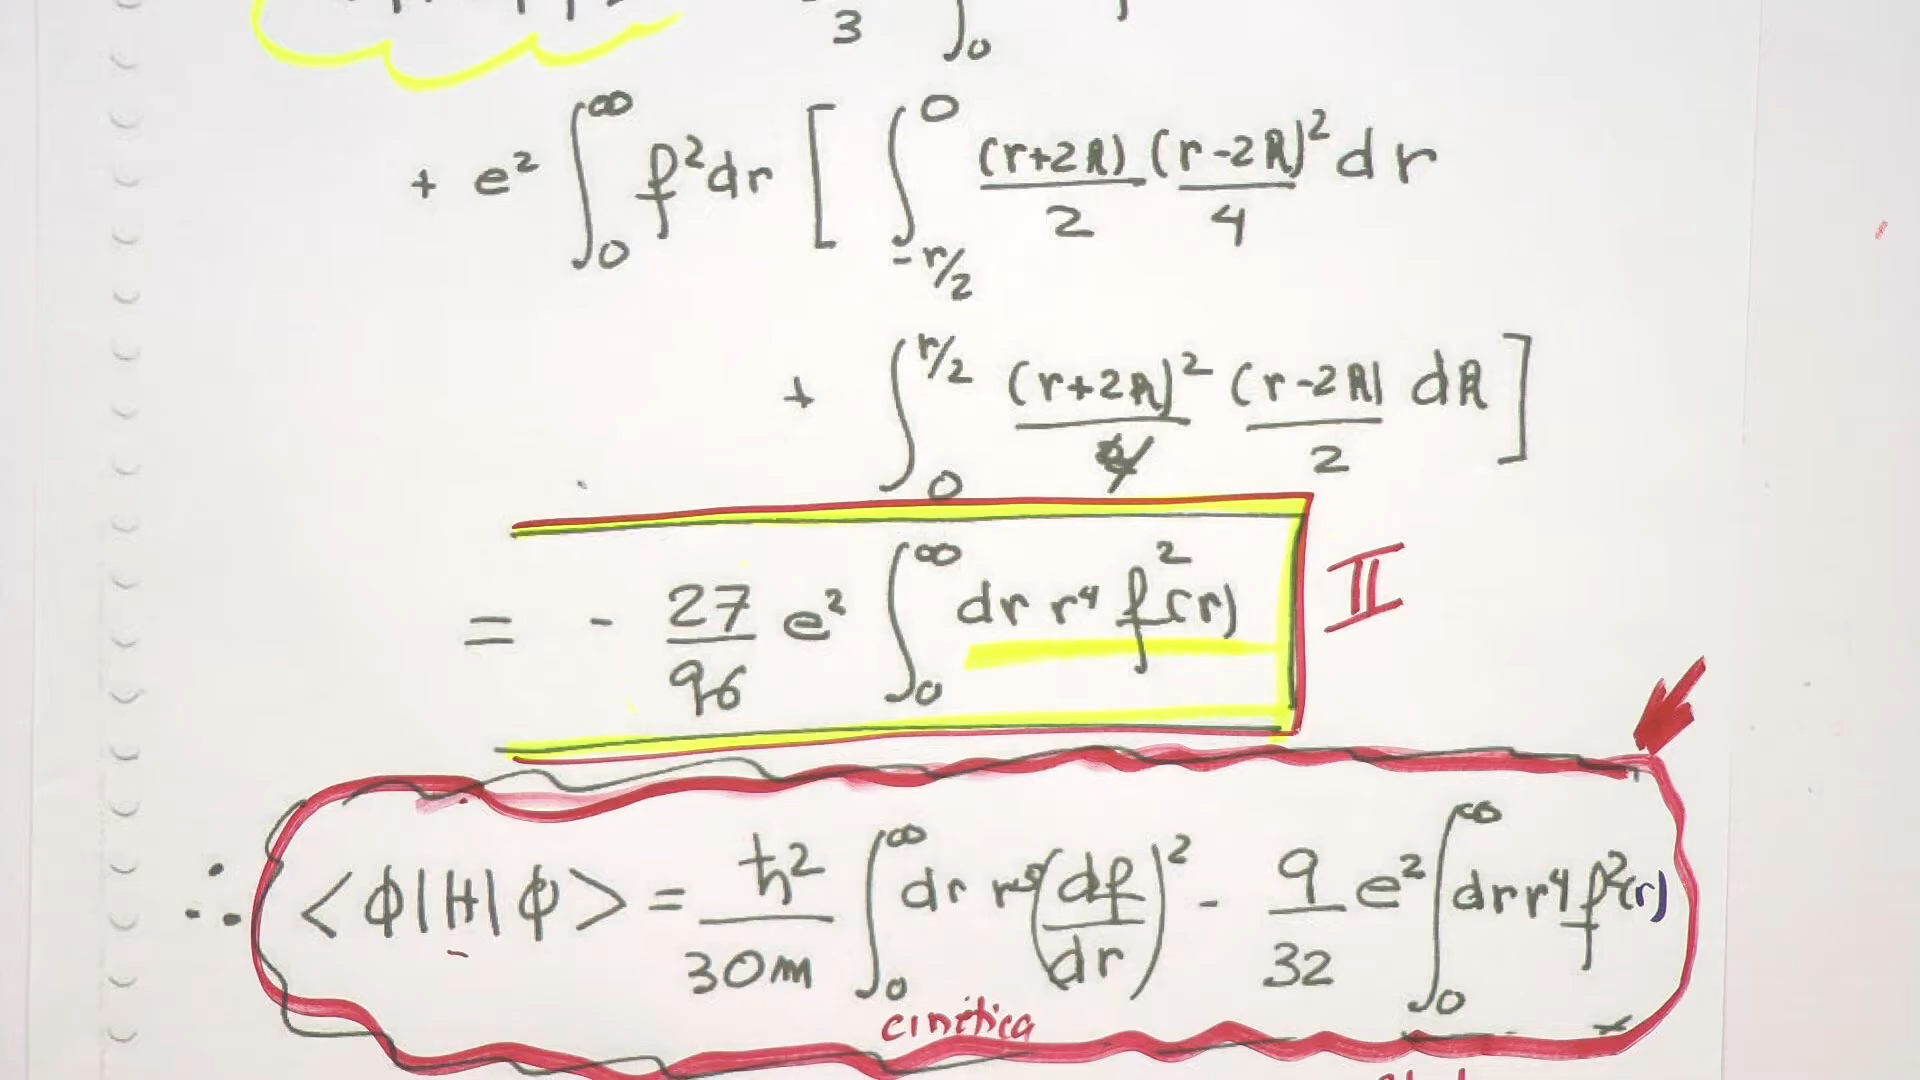 3 ∫₀
+ e² ∫₀^∞ f² dr [ ∫_{-r/2}^0 (r+2R)/2 (r-2R)²/4 dr
+ ∫₀^{r/2} (r+2R)²/4 (r-2R)/2 dR ]
= - 27/96 e² ∫₀^∞ dr r⁴ f²(r) II
∴ <φ|H|φ> = ħ²/30m ∫₀^∞ dr r⁵ (df/dr)² - 9/32 e² ∫₀^∞ dr r⁴ f²(r)
cinética